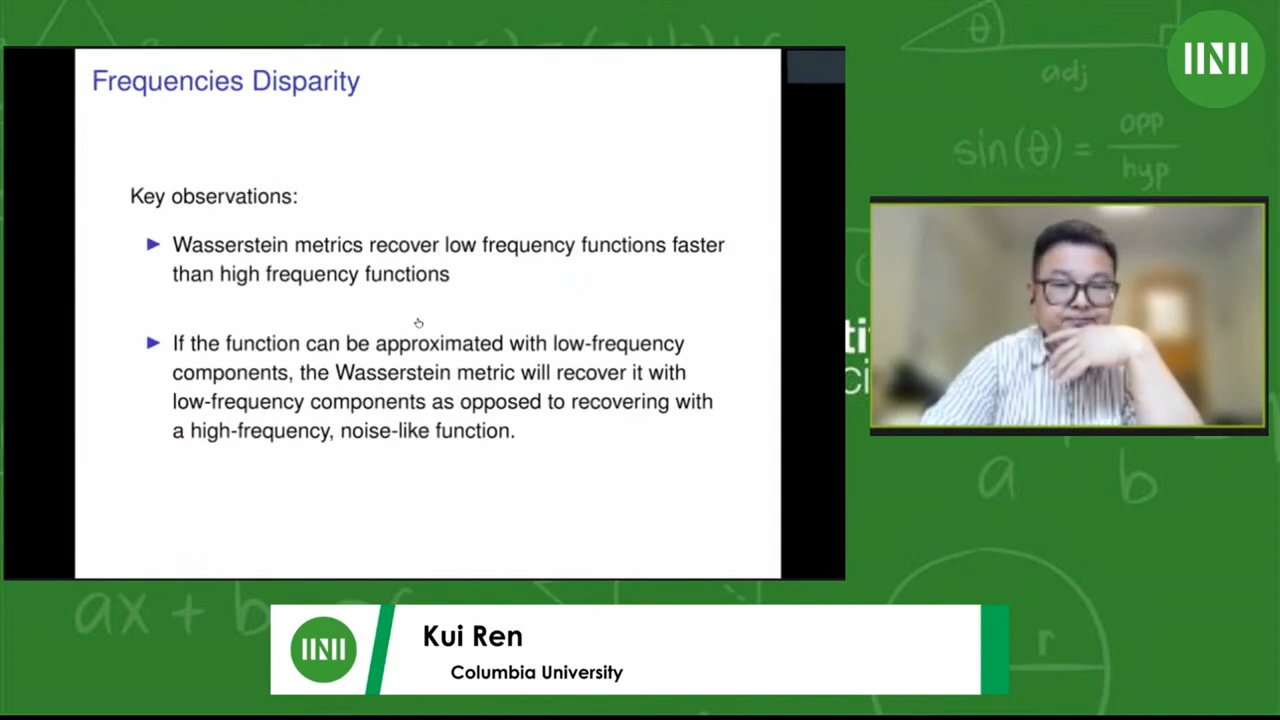 Frequencies Disparity
Key observations:
Wasserstein metrics recover low frequency functions faster
than high frequency functions
If the function can be approximated with low-frequency
components, the Wasserstein metric will recover it with
low-frequency components as opposed to recovering with
a high-frequency, noise-like function.
θ
adj
sin(θ) = opp
hyp
a b
ax + b
r
Kui Ren
Columbia University